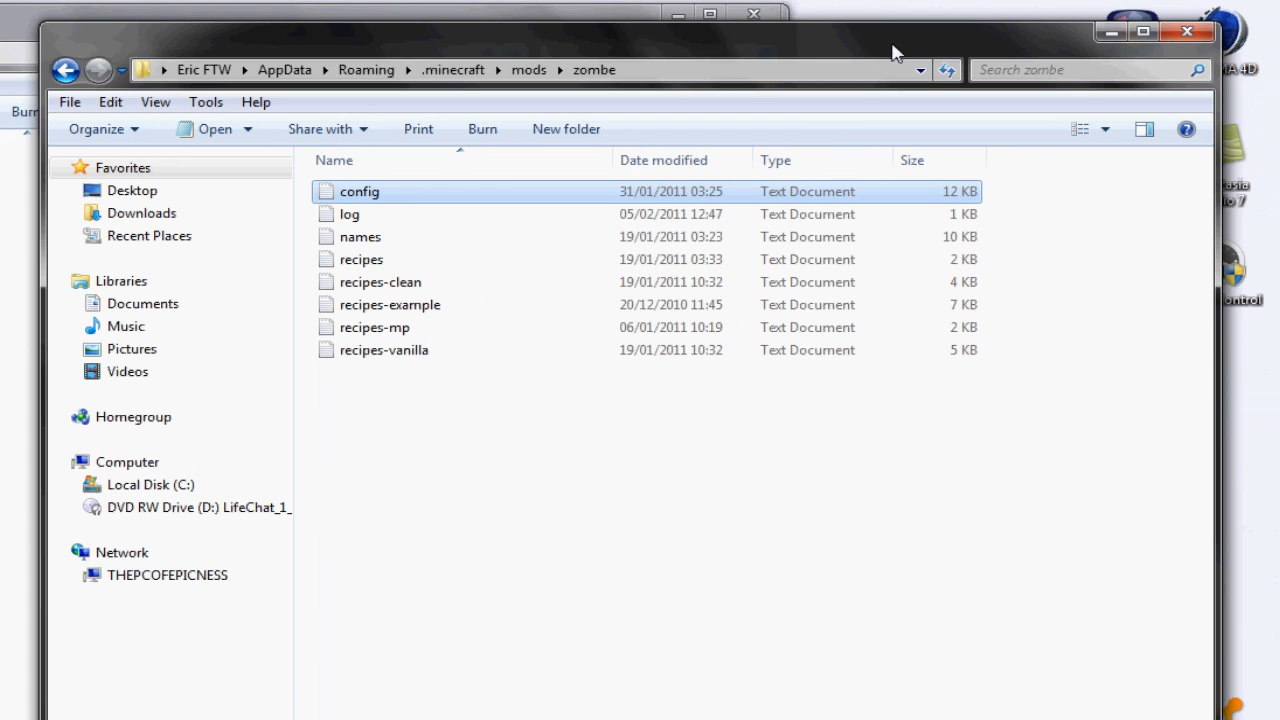 Eric FTW AppData Roaming .minecraft mods zombe Search zombe
File Edit View Tools Help
Organize Open Share with Print Burn New folder
Name Date modified Type Size
Favorites
Desktop
Downloads
Recent Places
Libraries
Documents
Music
Pictures
Videos
Homegroup
Computer
Local Disk (C:)
DVD RW Drive (D:) LifeChat_1_
Network
THEPCOFEPICNESS
config 31/01/2011 03:25 Text Document 12 KB
log 05/02/2011 12:47 Text Document 1 KB
names 19/01/2011 03:23 Text Document 10 KB
recipes 19/01/2011 03:33 Text Document 2 KB
recipes-clean 19/01/2011 10:32 Text Document 4 KB
recipes-example 20/12/2010 11:45 Text Document 7 KB
recipes-mp 06/01/2011 10:19 Text Document 2 KB
recipes-vanilla 19/01/2011 10:32 Text Document 5 KB
Burn
4D
7